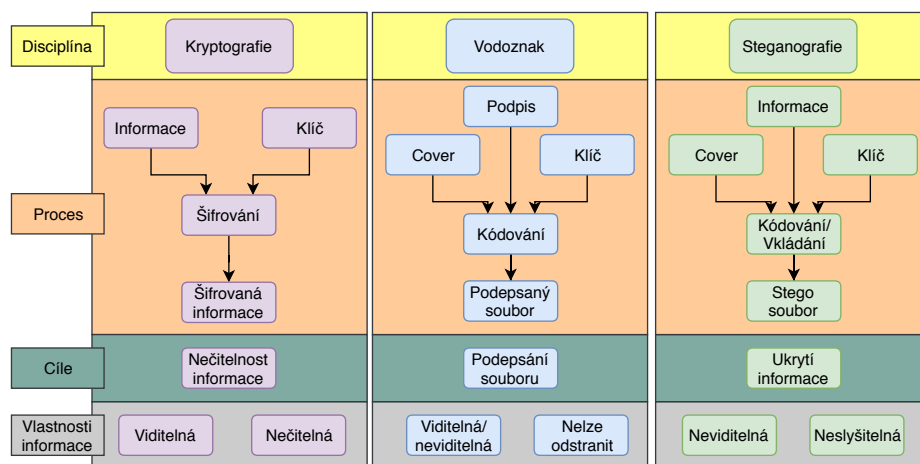 Disciplína
Kryptografie
Vodoznak
Steganografie
Proces
Informace
Klíč
Šifrování
Šifrovaná
informace
Podpis
Cover
Klíč
Kódování
Podepsaný
soubor
Informace
Cover
Klíč
Kódování/
Vkládání
Stego
soubor
Cíle
Nečitelnost
informace
Podepsání
souboru
Ukrytí
informace
Vlastnosti
informace
Viditelná
Nečitelná
Viditelná/
neviditelná
Nelze
odstranit
Neviditelná
Neslyšitelná